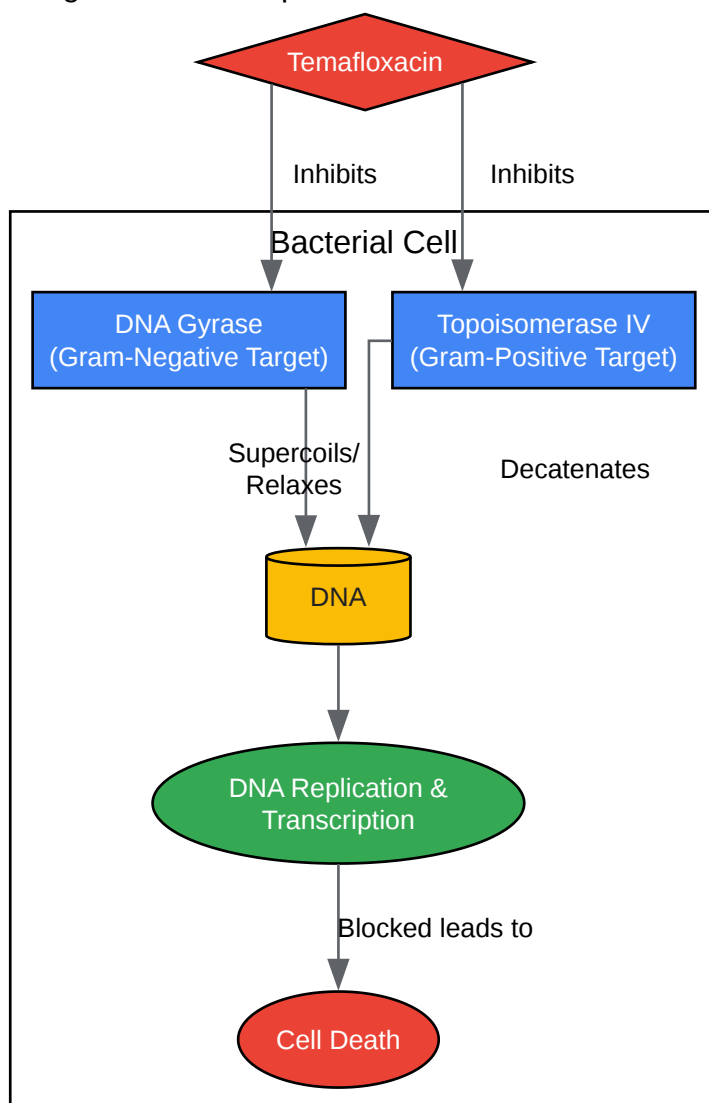 Temafloxacin
Inhibits
Inhibits
Bacterial Cell
DNA Gyrase
(Gram-Negative Target)
Topoisomerase IV
(Gram-Positive Target)
Supercoils/
Relaxes
Decatenates
DNA
DNA Replication &
Transcription
Blocked leads to
Cell Death